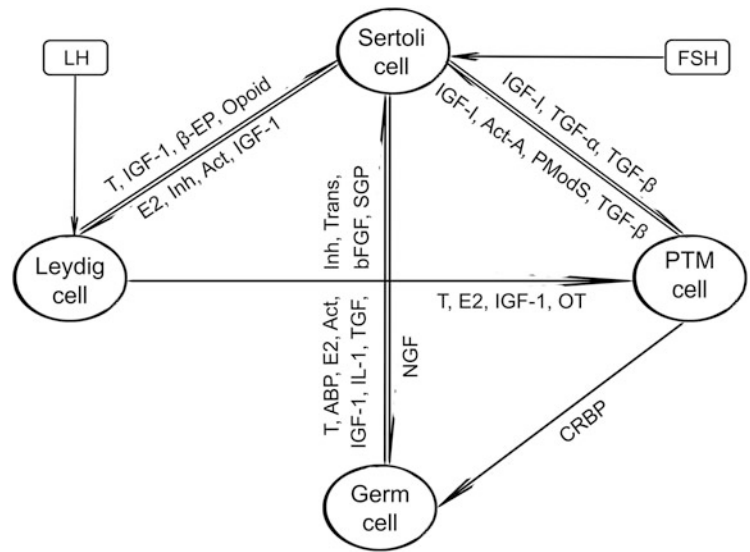 Sertoli
cell
LH
FSH
T, IGF-1, β-EP, Opoid
E2, Inh, Act, IGF-1
IGF-I, TGF-α, TGF-β
IGF-I, Act-A, PModS, TGF-β
Inh, Trans,
bFGF, SGP
Leydig
cell
PTM
cell
T, E2, IGF-1, OT
T, ABP, E2, Act,
IGF-1, IL-1, TGF,
NGF
CRBP
Germ
cell